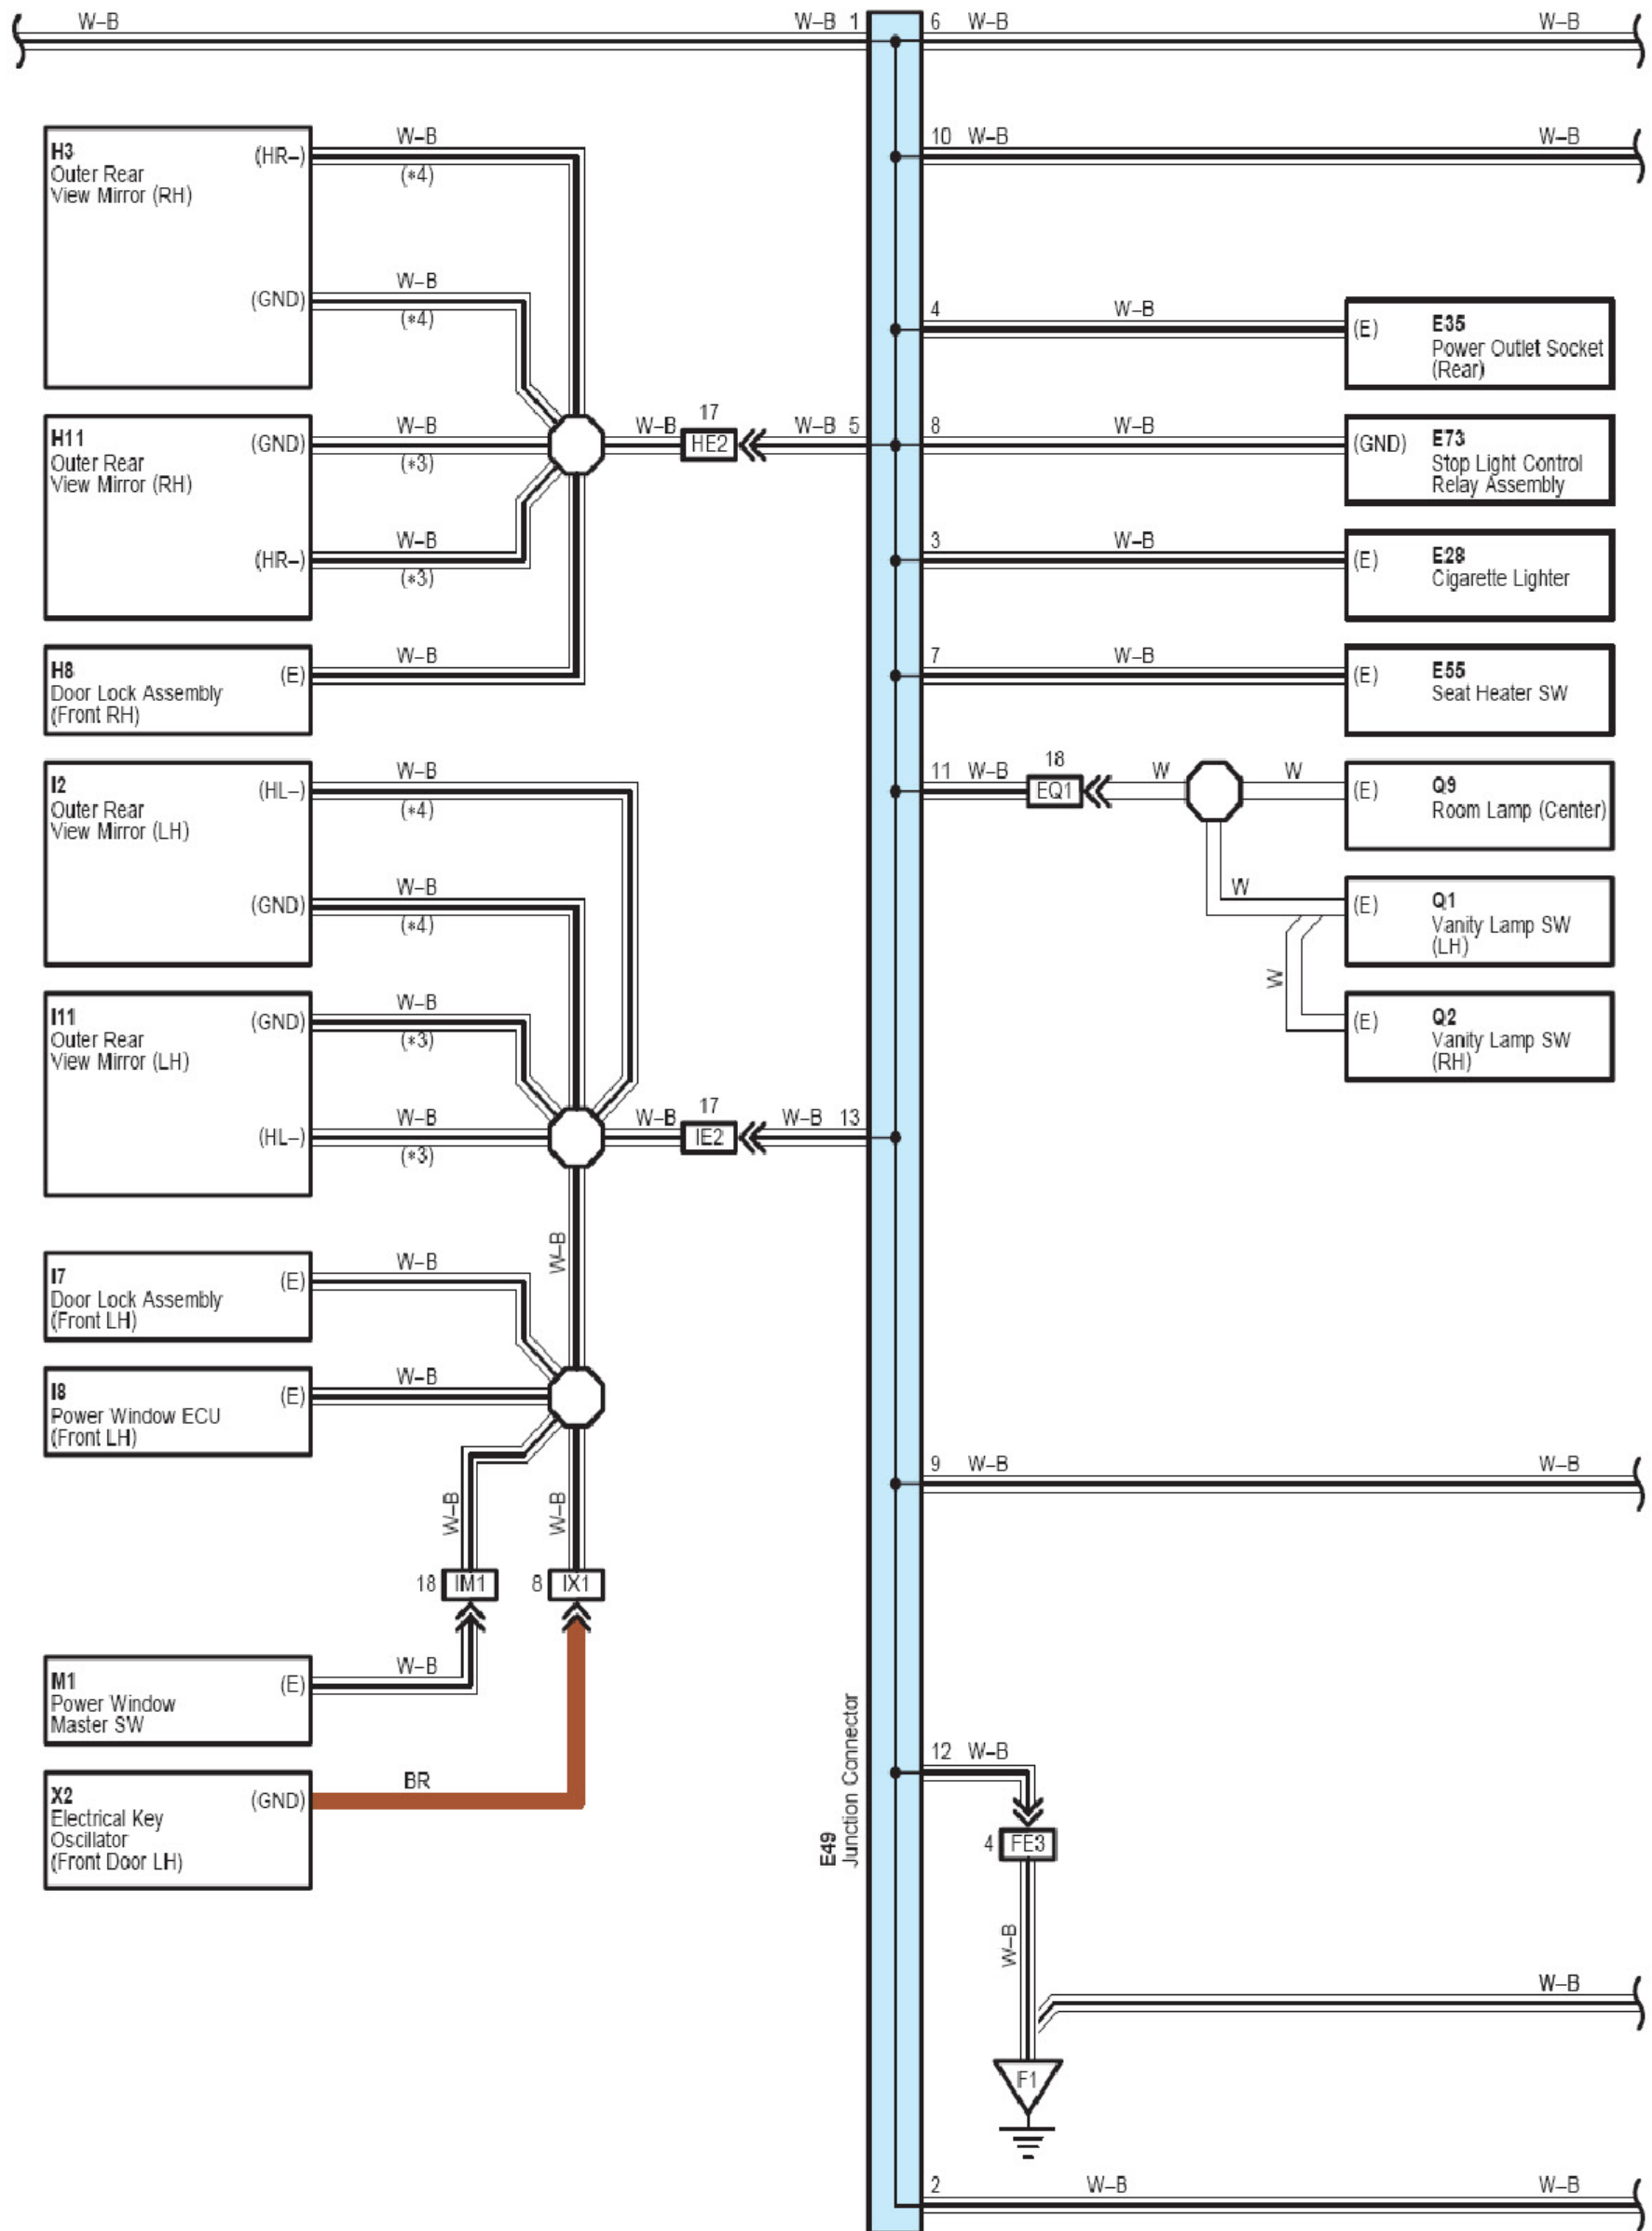 W–B
W–B 1
6 W–B
W–B
10 W–B
W–B
H3
Outer Rear
View Mirror (RH)
(HR–)
W–B
(*4)
(GND)
W–B
(*4)
H11
Outer Rear
View Mirror (RH)
(GND)
W–B
(*3)
(HR–)
W–B
(*3)
W–B
17
HE2
W–B 5
H8
Door Lock Assembly
(Front RH)
(E)
W–B
I2
Outer Rear
View Mirror (LH)
(HL–)
W–B
(*4)
(GND)
W–B
(*4)
I11
Outer Rear
View Mirror (LH)
(GND)
W–B
(*3)
(HL–)
W–B
(*3)
W–B
17
IE2
W–B 13
W–B
I7
Door Lock Assembly
(Front LH)
(E)
W–B
I8
Power Window ECU
(Front LH)
(E)
W–B
W–B
W–B
18 IM1
8 IX1
M1
Power Window
Master SW
(E)
W–B
X2
Electrical Key
Oscillator
(Front Door LH)
(GND)
BR
E49
Junction Connector
4
W–B
(E)
E35
Power Outlet Socket
(Rear)
8
W–B
(GND)
E73
Stop Light Control
Relay Assembly
3
W–B
(E)
E28
Cigarette Lighter
7
W–B
(E)
E55
Seat Heater SW
11 W–B
18
EQ1
W
W
(E)
Q9
Room Lamp (Center)
W
(E)
Q1
Vanity Lamp SW
(LH)
W
(E)
Q2
Vanity Lamp SW
(RH)
9 W–B
W–B
12 W–B
4 FE3
W–B
W–B
F1
2
W–B
W–B